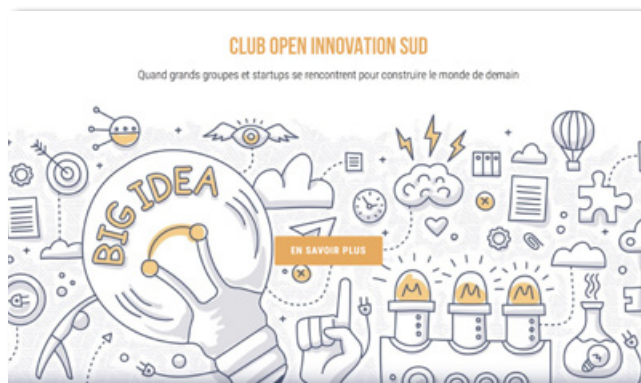 CLUB OPEN INNOVATION SUD
Quand grands groupes et startups se rencontrent pour construire le monde de demain
BIG IDEA
EN SAVOIR PLUS